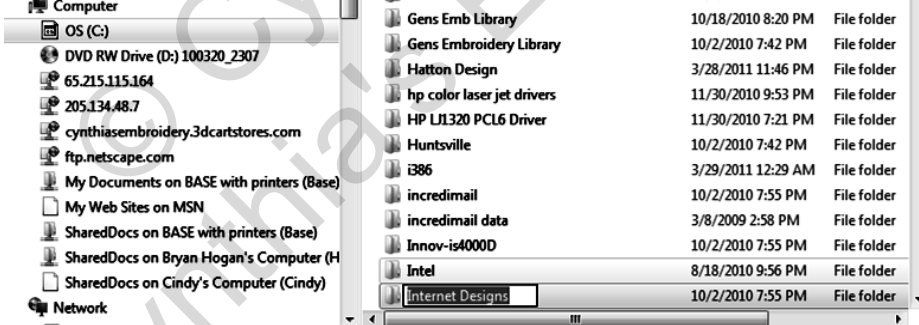 Computer
OS (C:)
DVD RW Drive (D:) 100320_2307
65.215.115.164
205.134.48.7
cynthiasembroidery.3dcartstores.com
ftp.netscape.com
My Documents on BASE with printers (Base)
My Web Sites on MSN
SharedDocs on BASE with printers (Base)
SharedDocs on Bryan Hogan's Computer (H
SharedDocs on Cindy's Computer (Cindy)
Network
Gens Emb Library 10/18/2010 8:20 PM File folder
Gens Embroidery Library 10/2/2010 7:42 PM File folder
Hatton Design 3/28/2011 11:46 PM File folder
hp color laser jet drivers 11/30/2010 9:53 PM File folder
HP LJ1320 PCL6 Driver 11/30/2010 7:21 PM File folder
Huntsville 10/2/2010 7:42 PM File folder
i386 3/29/2011 12:29 AM File folder
incredimail 10/2/2010 7:55 PM File folder
incredimail data 3/8/2009 2:58 PM File folder
Innov-is4000D 10/2/2010 7:55 PM File folder
Intel 8/18/2010 9:56 PM File folder
Internet Designs 10/2/2010 7:55 PM File folder